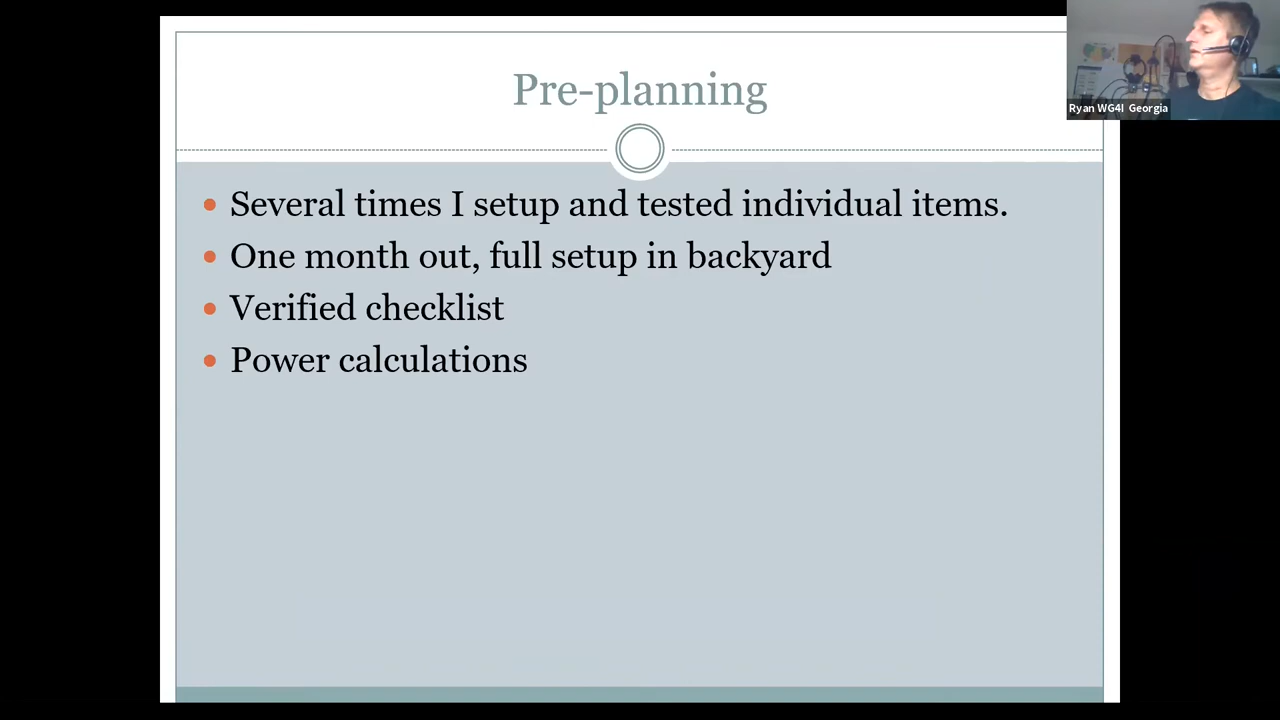 Pre-planning
Several times I setup and tested individual items.
One month out, full setup in backyard
Verified checklist
Power calculations
Ryan WG4I Georgia